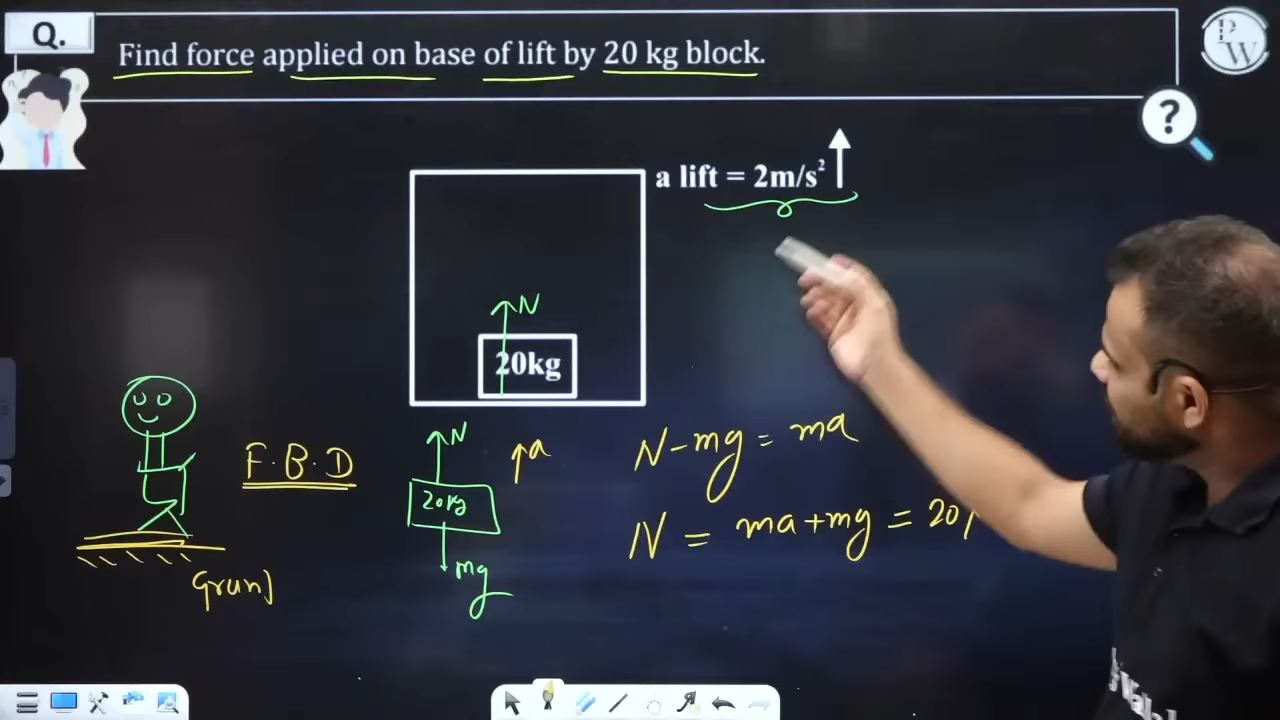 Q.
Find force applied on base of lift by 20 kg block.
P
W
?
a lift = 2m/s²
N
20kg
F.B.D
N
↑a
20kg
mg
N-mg = ma
N = ma+mg = 20